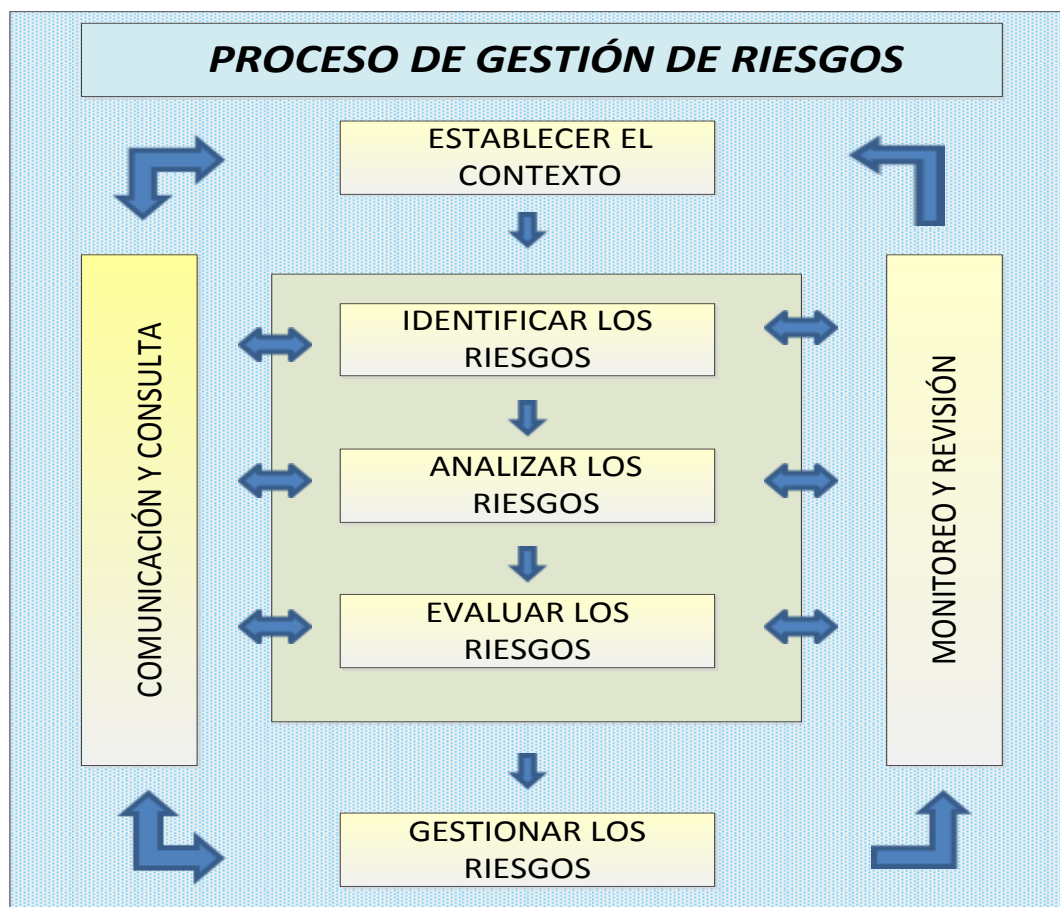 PROCESO DE GESTIÓN DE RIESGOS
ESTABLECER EL
CONTEXTO
COMUNICACIÓN Y CONSULTA
IDENTIFICAR LOS
RIESGOS
ANALIZAR LOS
RIESGOS
EVALUAR LOS
RIESGOS
MONITOREO Y REVISIÓN
GESTIONAR LOS
RIESGOS